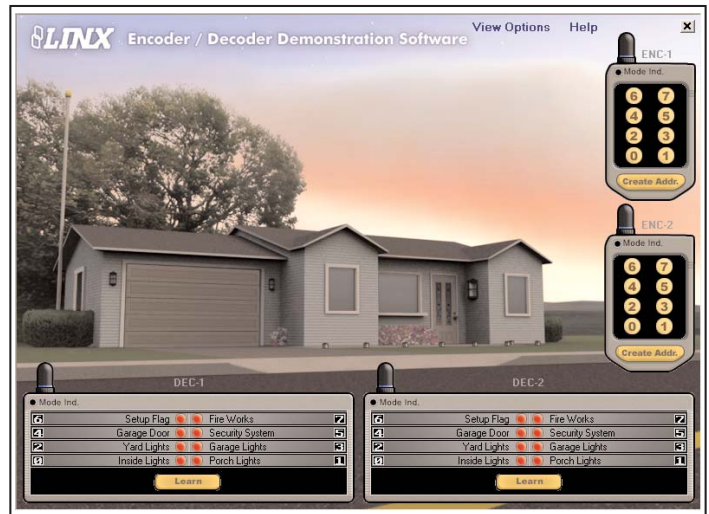 LINX Encoder / Decoder Demonstration Software View Options Help X
ENC-1
Mode Ind.
6 7
4 5
2 3
0 1
Create Addr.
ENC-2
Mode Ind.
6 7
4 5
2 3
0 1
Create Addr.
DEC-1
Mode Ind.
6 Setup Flag Fire Works 7
4 Garage Door Security System 5
2 Yard Lights Garage Lights 3
0 Inside Lights Porch Lights 1
Learn
DEC-2
Mode Ind.
6 Setup Flag Fire Works 7
4 Garage Door Security System 5
2 Yard Lights Garage Lights 3
0 Inside Lights Porch Lights 1
Learn